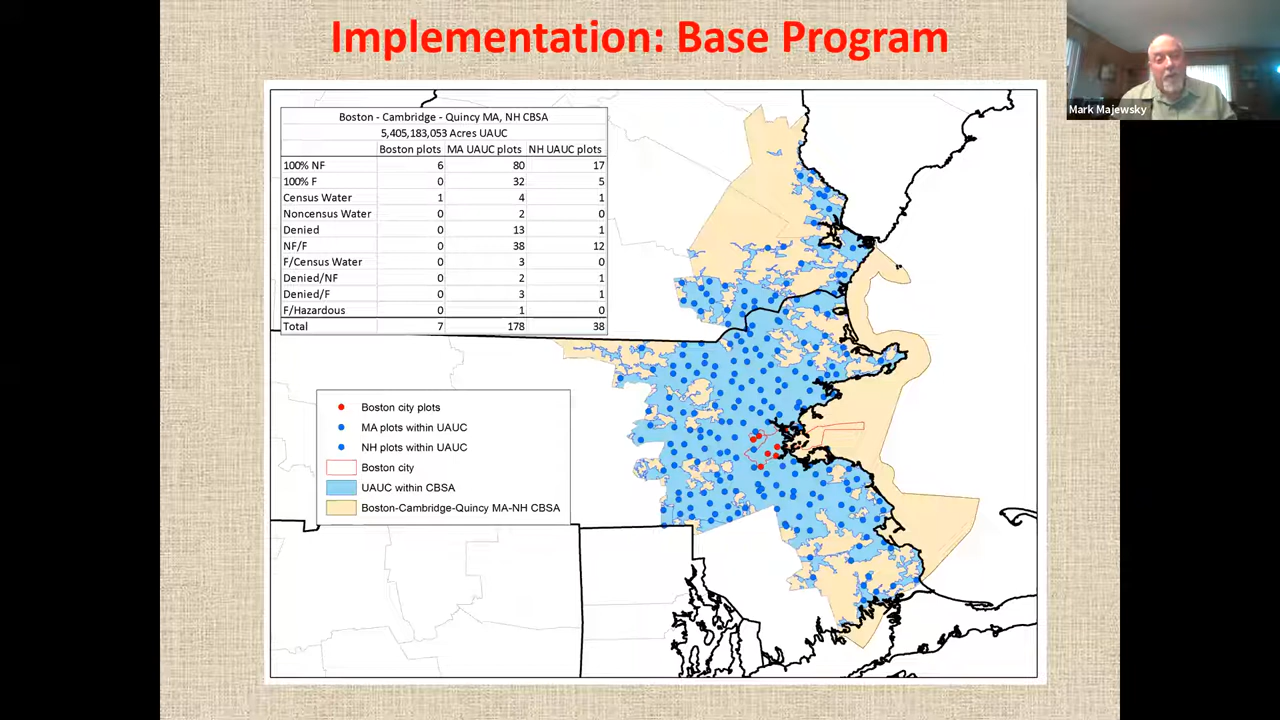 Implementation: Base Program
Mark Majewsky
Boston - Cambridge - Quincy MA, NH CBSA
5,405,183,053 Acres UAUC
Boston plots MA UAUC plots NH UAUC plots
100% NF 6 80 17
100% F 0 32 5
Census Water 1 4 1
Noncensus Water 0 2 0
Denied 0 13 1
NF/F 0 38 12
F/Census Water 0 3 0
Denied/NF 0 2 1
Denied/F 0 3 1
F/Hazardous 0 1 0
Total 7 178 38
Boston city plots
MA plots within UAUC
NH plots within UAUC
Boston city
UAUC within CBSA
Boston-Cambridge-Quincy MA-NH CBSA